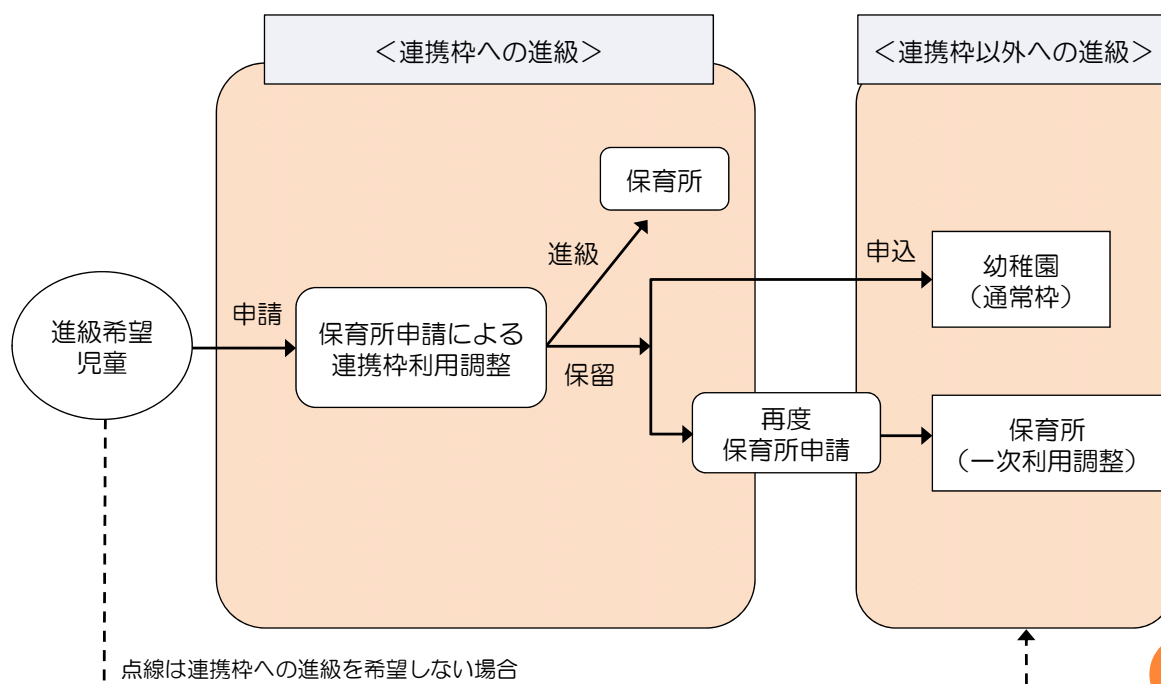 ＜連携枠への進級＞
＜連携枠以外への進級＞
保育所
進級
申込
幼稚園
（通常枠）
進級希望
児童
申請
保育所申請による
連携枠利用調整
保留
再度
保育所申請
保育所
（一次利用調整）
点線は連携枠への進級を希望しない場合